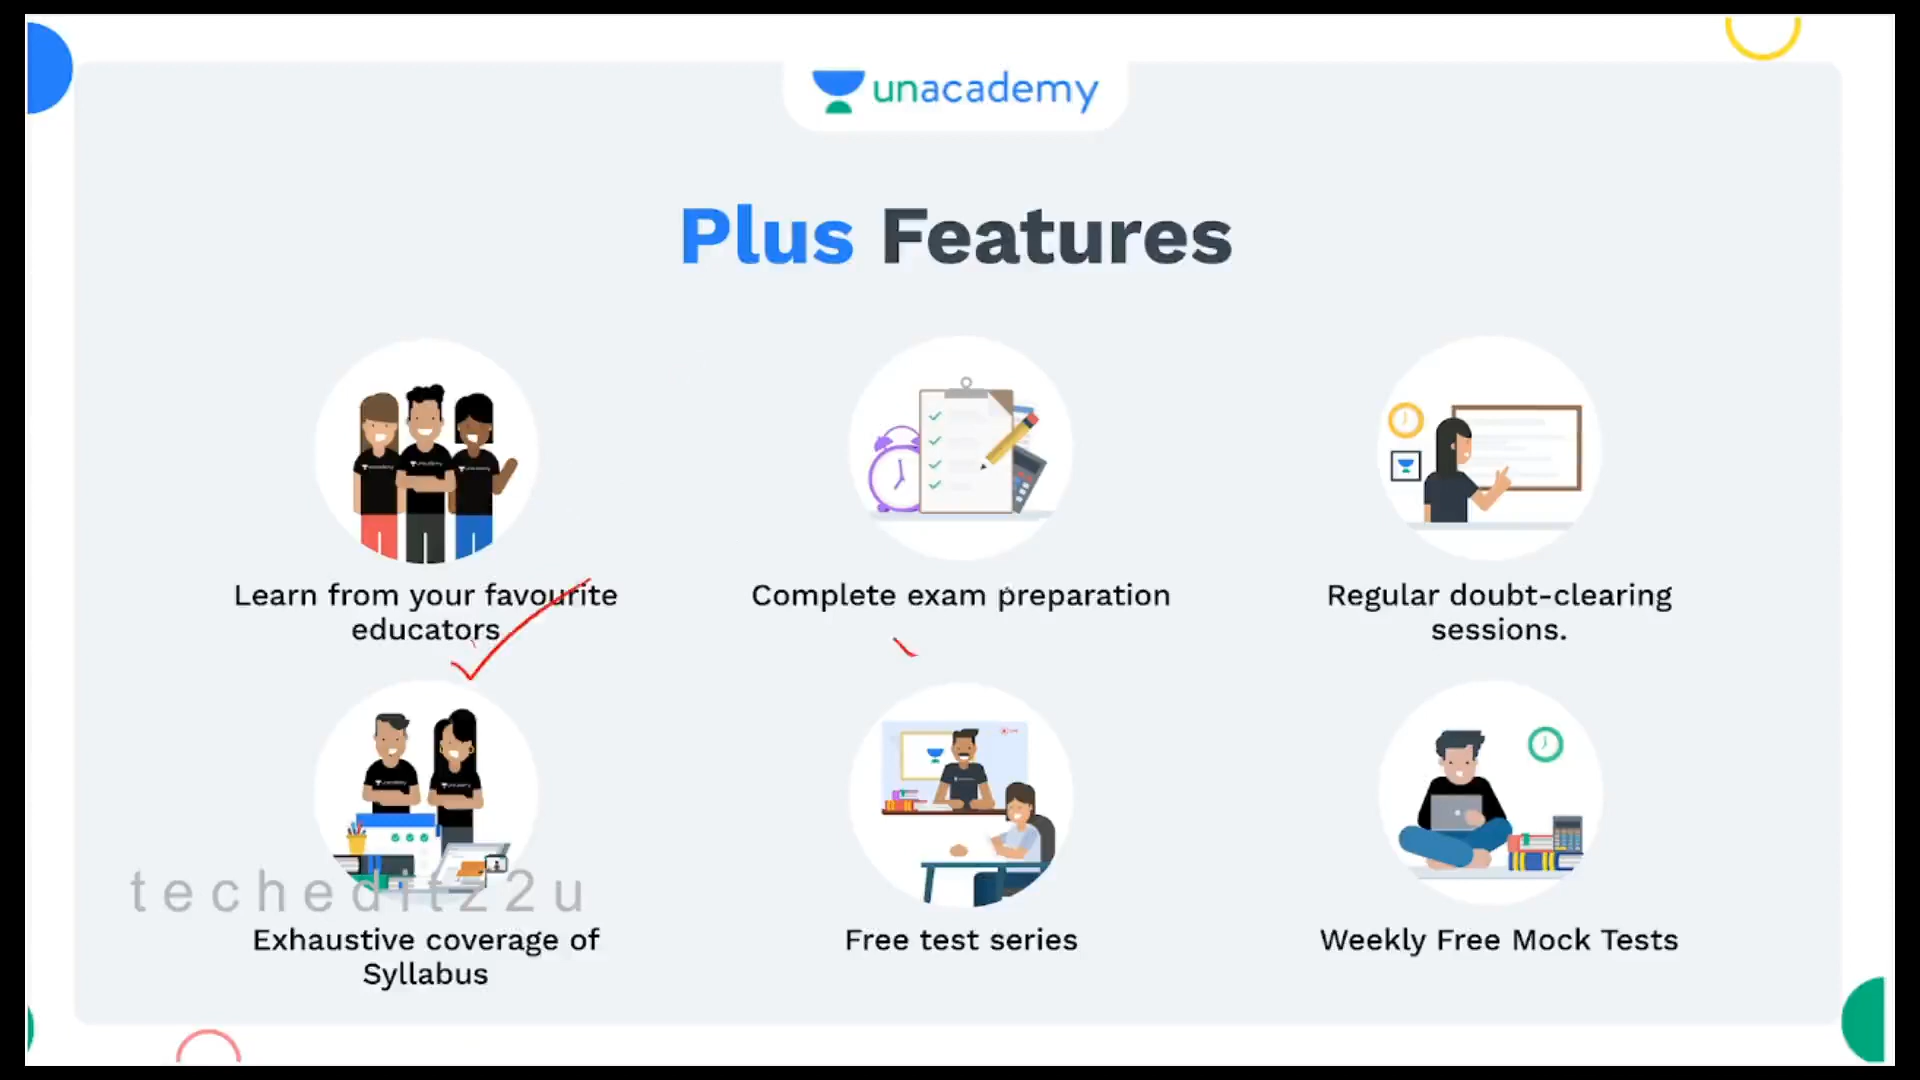 unacademy
Plus Features
Learn from your favourite
educators
Complete exam preparation
Regular doubt-clearing
sessions.
techeditz2u
Exhaustive coverage of
Syllabus
Free test series
Weekly Free Mock Tests